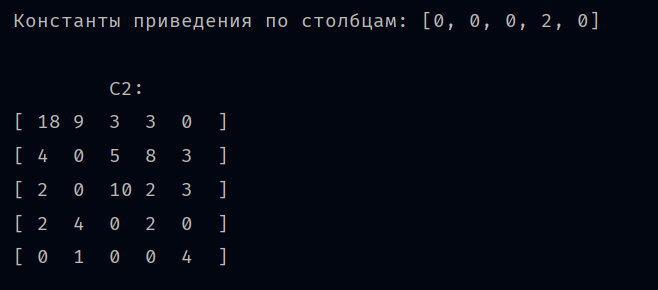 Константы приведения по столбцам: [0, 0, 0, 2, 0]
C2:
[ 18 9 3 3 0 ]
[ 4 0 5 8 3 ]
[ 2 0 10 2 3 ]
[ 2 4 0 2 0 ]
[ 0 1 0 0 4 ]